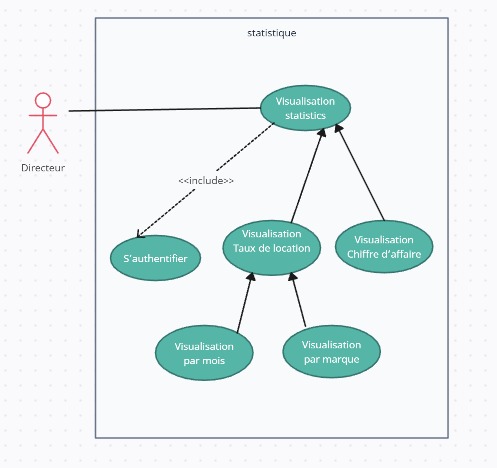 statistique
Visualisation
statistics
Directeur
<<include>>
S'authentifier
Visualisation
Taux de location
Visualisation
Chiffre d'affaire
Visualisation
par mois
Visualisation
par marque